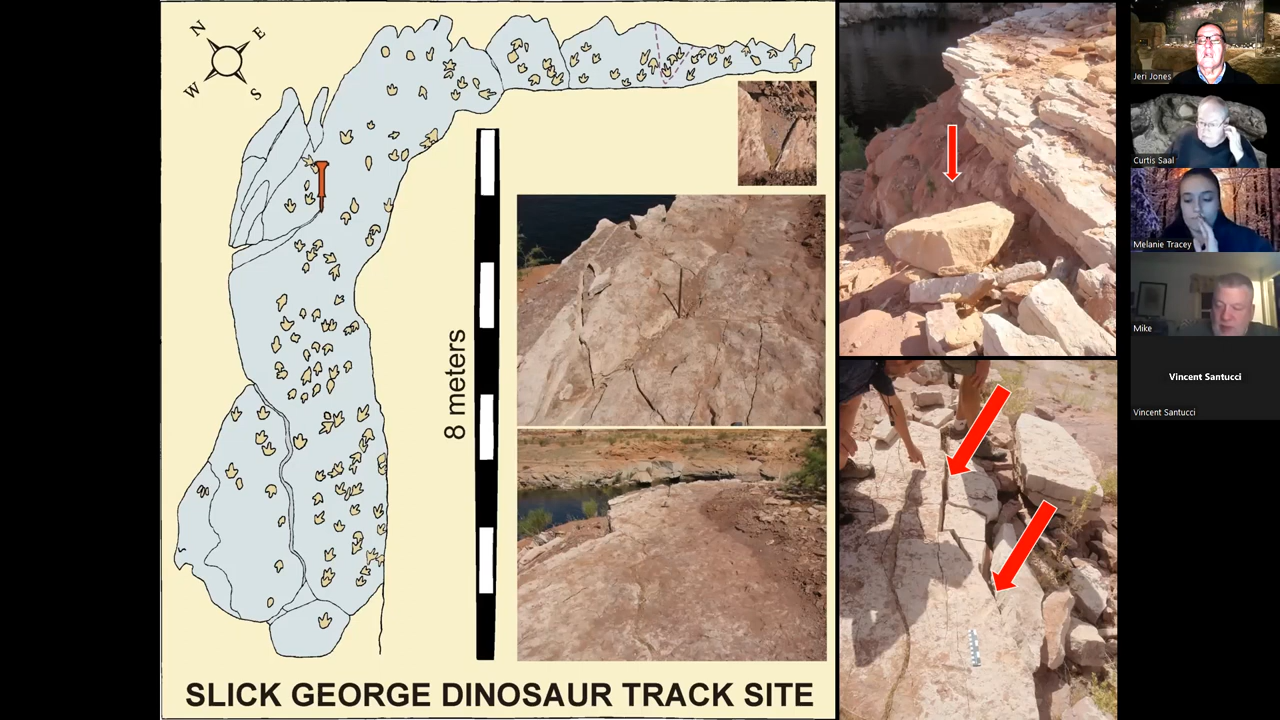 N
E
W
S
8 meters
SLICK GEORGE DINOSAUR TRACK SITE
Jeri Jones
Curtis Saal
Melanie Tracey
Mike
Vincent Santucci
Vincent Santucci